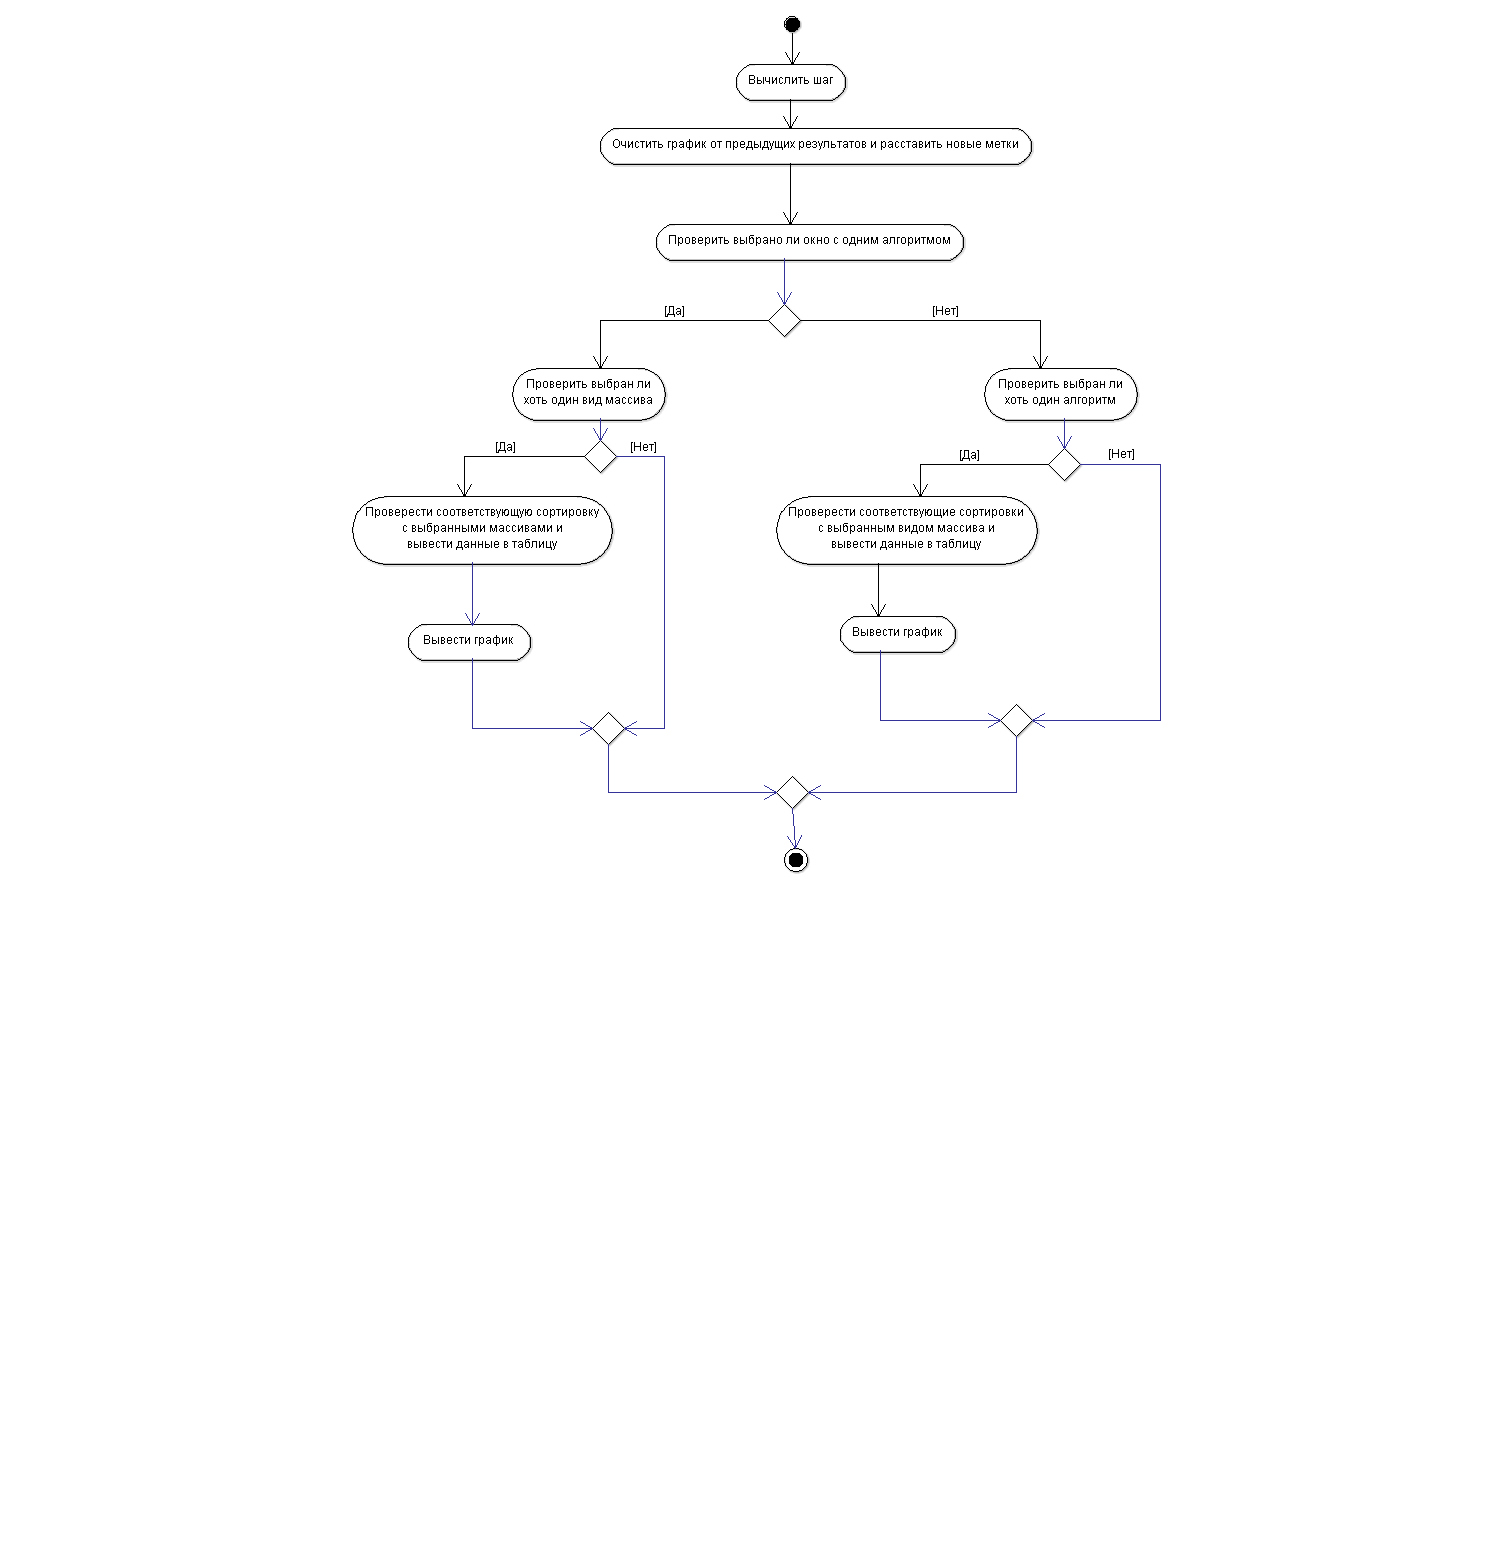 Вычислить шаг
Очистить график от предыдущих результатов и расставить новые метки
Проверить выбрано ли окно с одним алгоритмом
[Да]
[Нет]
Проверить выбран ли
хоть один вид массива
Проверить выбран ли
хоть один алгоритм
[Да]
[Нет]
[Да]
[Нет]
Проверести соответствующую сортировку
с выбранными массивами и
вывести данные в таблицу
Проверести соответствующие сортировки
с выбранным видом массива и
вывести данные в таблицу
Вывести график
Вывести график